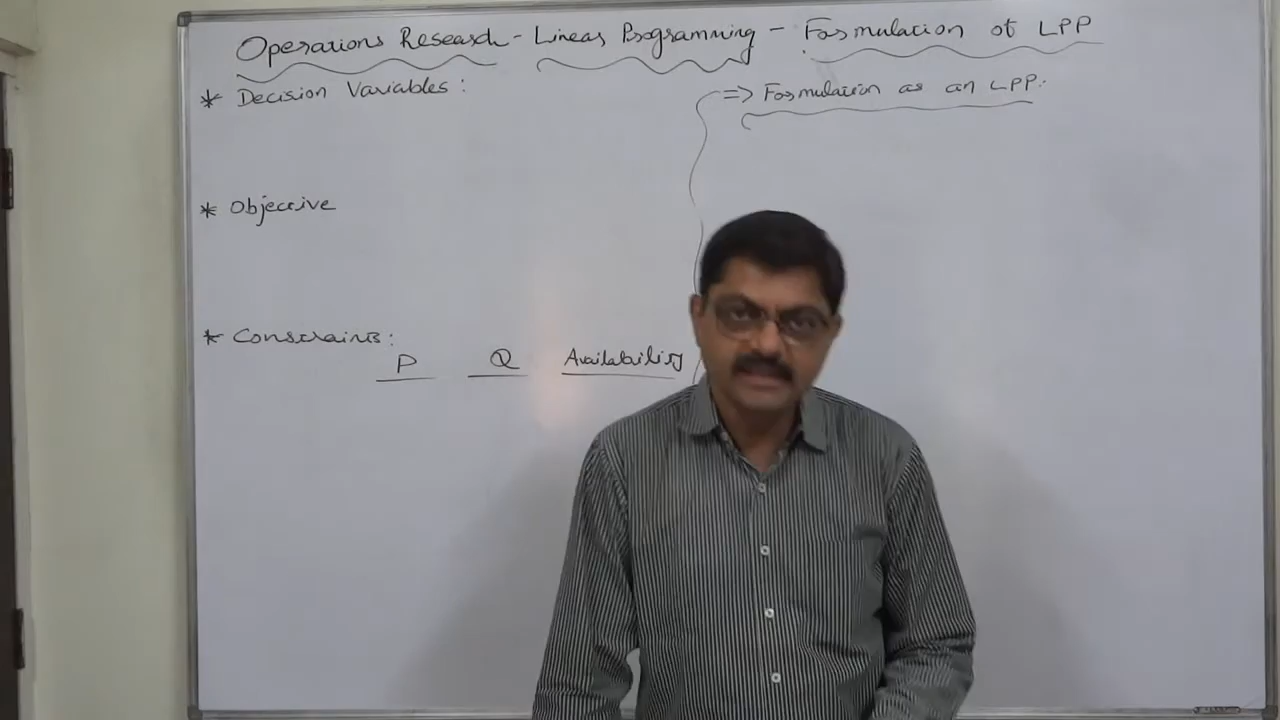 Operations Research - Linear Programming - Formulation of LPP
* Decision Variables :
* Objective
* Constraints :
P Q Availability
=> Formulation as an LPP.